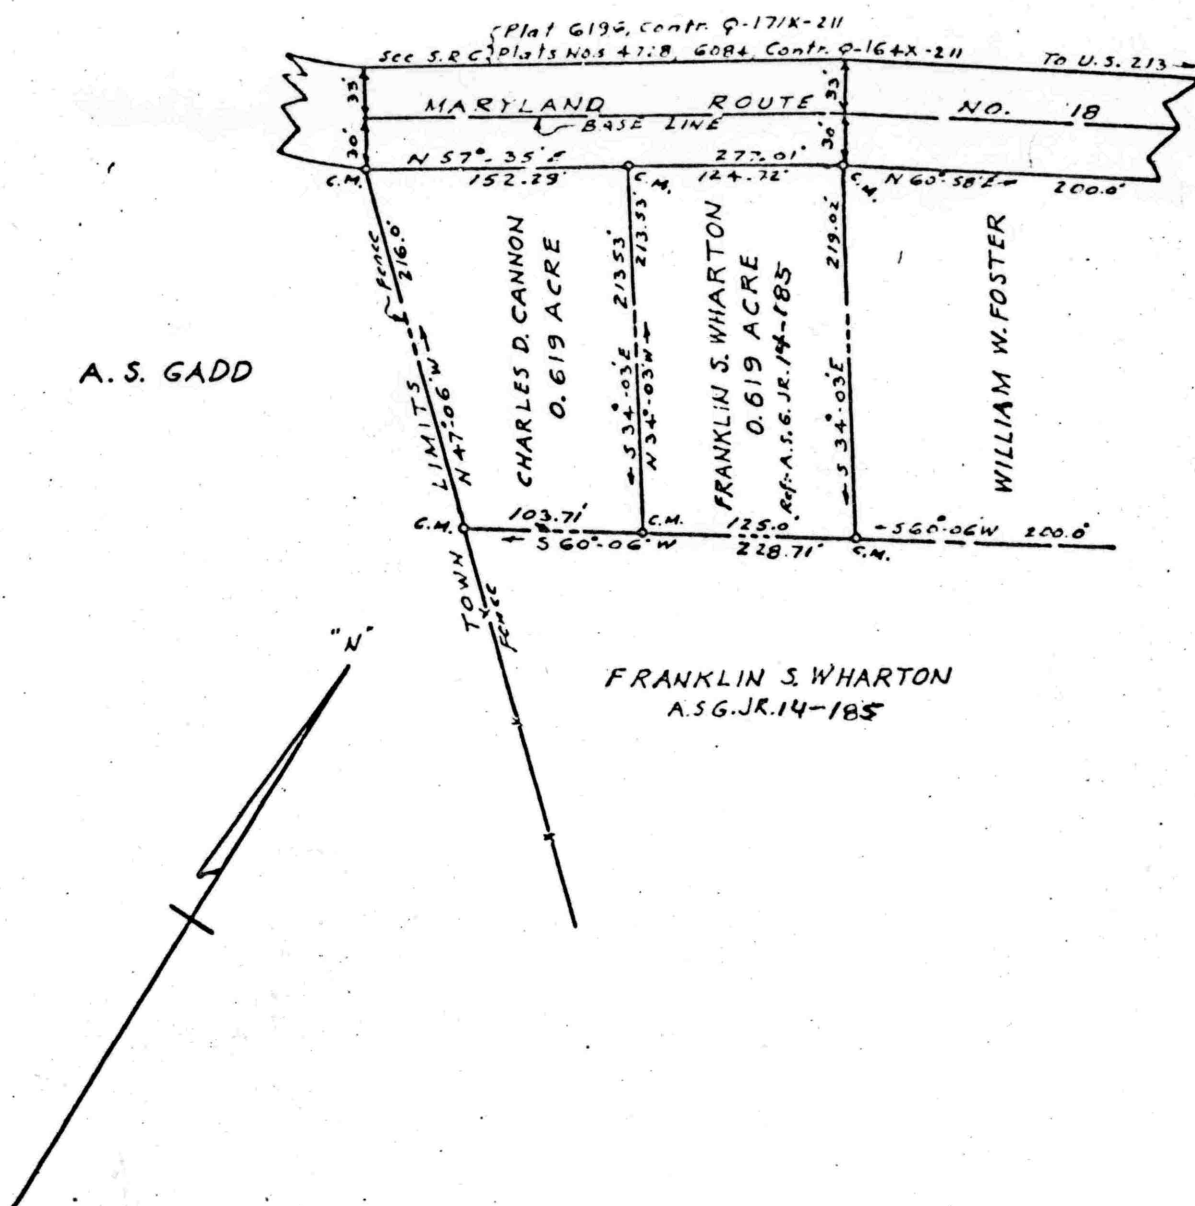 Plat 6196, Contr. Q-171X-211
See S.R.C. Plats Nos 4728, 6084, Contr. Q-164X-211
To U.S. 213
33'
33'
MARYLAND ROUTE NO. 18
BASE LINE
30'
30'
N 57°-35'E 277.01'
C.M. 152.29' C.M. 124.72' C.M. N 60°-58'E 200.0'
Fence
216.0'
TOWN LIMITS
N 47°-06'W
CHARLES D. CANNON
0.619 ACRE
213.53'
213.53'
S 34°-03'E
N 34°-03'W
FRANKLIN S. WHARTON
0.619 ACRE
Ref:-A.S.G. JR. 14-185
219.02'
S 34°-03'E
WILLIAM W. FOSTER
A. S. GADD
C.M. 103.71' C.M. 125.0' S 60°-06'W 200.0'
S 60°-06'W 228.71' C.M.
Fence
"N"
FRANKLIN S. WHARTON
A.S.G. JR. 14-185